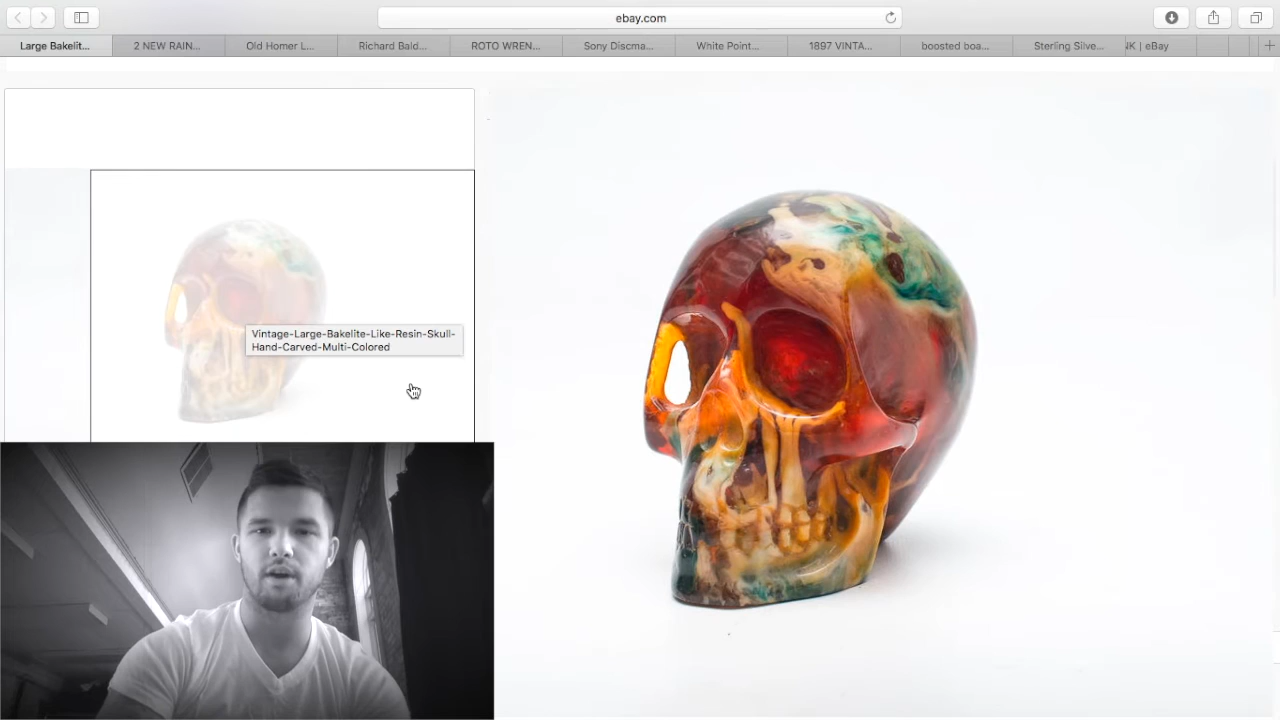 ebay.com
Large Bakelit...
2 NEW RAIN...
Old Homer L...
Richard Bald...
ROTO WREN...
Sony Discma...
White Point...
1897 VINTA...
boosted boa...
Sterling Silve...
NK | eBay
Vintage-Large-Bakelite-Like-Resin-Skull-
Hand-Carved-Multi-Colored